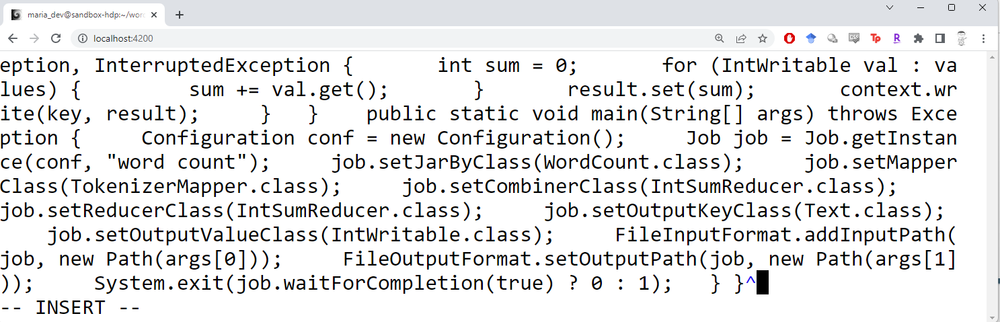 maria_dev@sandbox-hdp:~/word
localhost:4200
eption, InterruptedException {       int sum = 0;       for (IntWritable val : va
lues) {         sum += val.get();       }       result.set(sum);       context.wr
ite(key, result);     }   }    public static void main(String[] args) throws Exce
ption {     Configuration conf = new Configuration();     Job job = Job.getInstan
ce(conf, "word count");     job.setJarByClass(WordCount.class);     job.setMapper
Class(TokenizerMapper.class);     job.setCombinerClass(IntSumReducer.class);
job.setReducerClass(IntSumReducer.class);     job.setOutputKeyClass(Text.class);
    job.setOutputValueClass(IntWritable.class);     FileInputFormat.addInputPath(
job, new Path(args[0]));     FileOutputFormat.setOutputPath(job, new Path(args[1]
));     System.exit(job.waitForCompletion(true) ? 0 : 1);   } }^
-- INSERT --